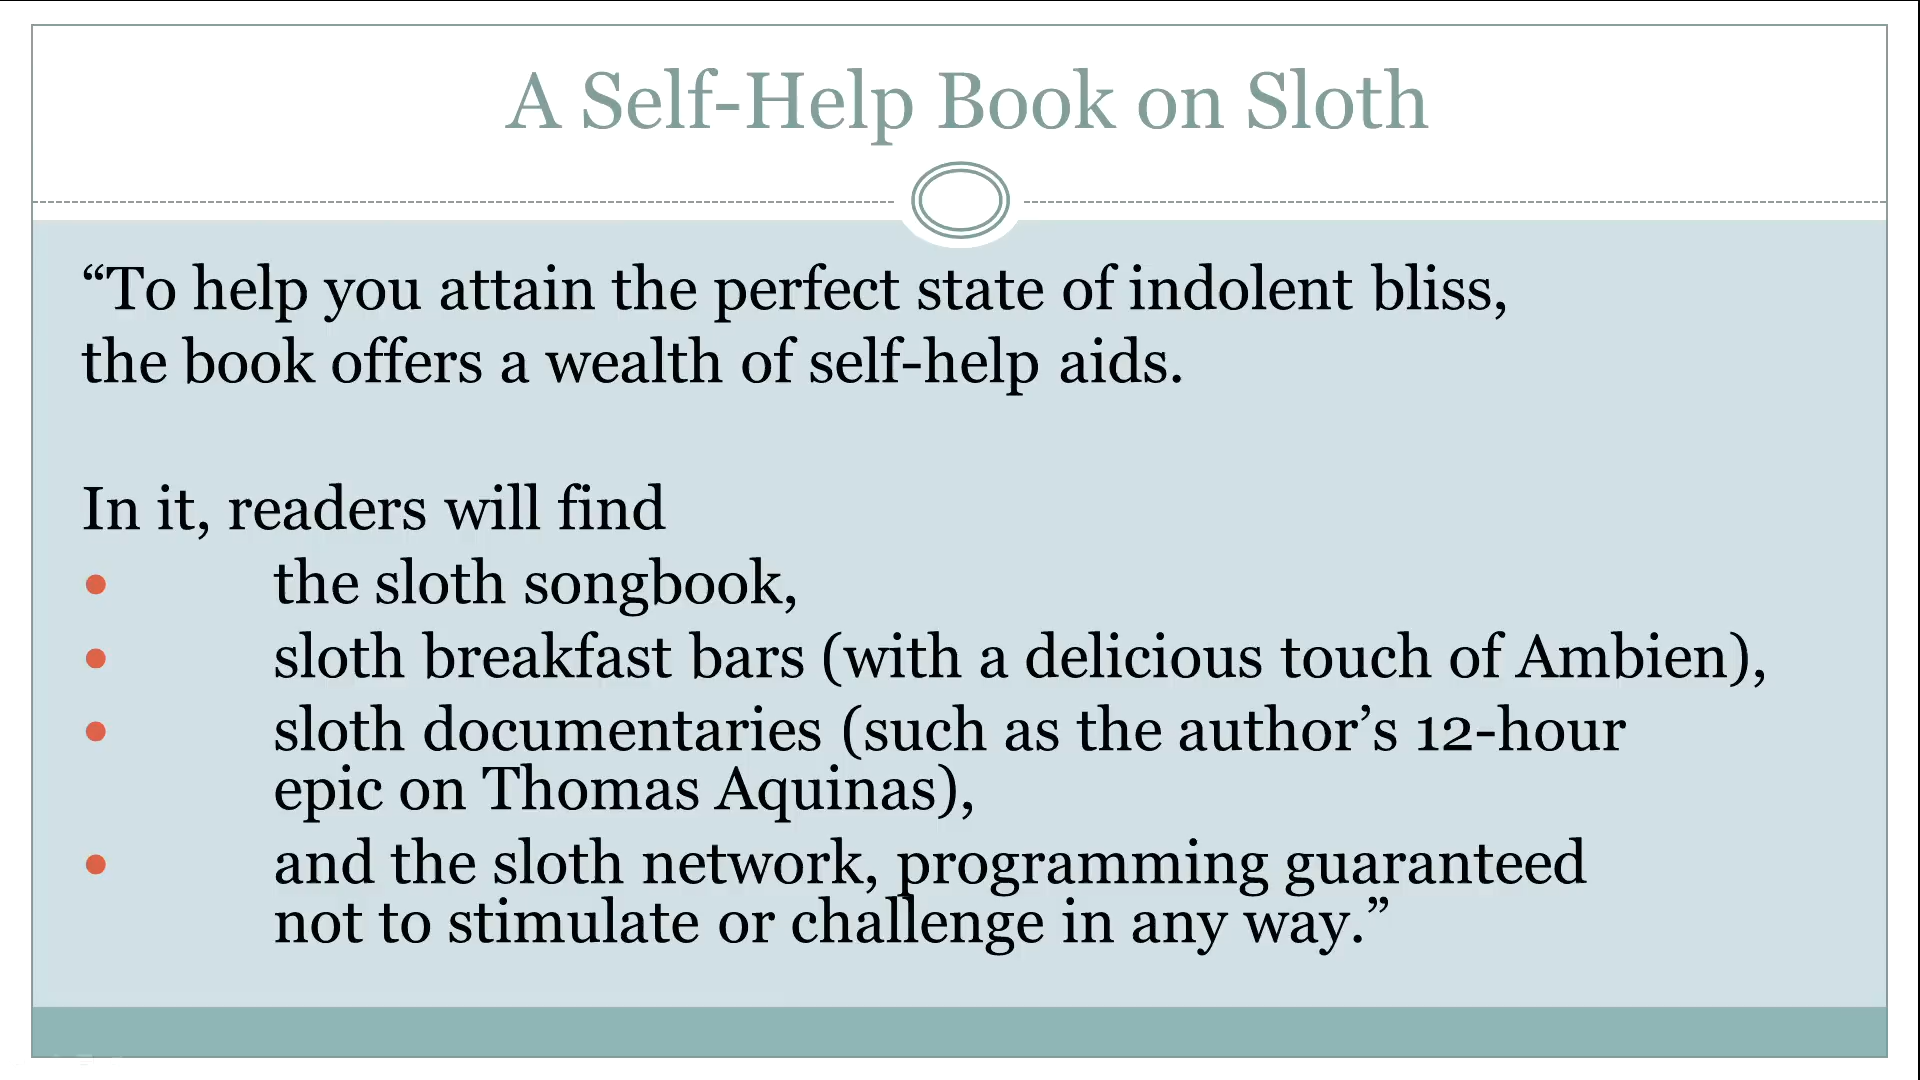 A Self-Help Book on Sloth
“To help you attain the perfect state of indolent bliss,
the book offers a wealth of self-help aids.
In it, readers will find
• the sloth songbook,
• sloth breakfast bars (with a delicious touch of Ambien),
• sloth documentaries (such as the author’s 12-hour
epic on Thomas Aquinas),
• and the sloth network, programming guaranteed
not to stimulate or challenge in any way.”